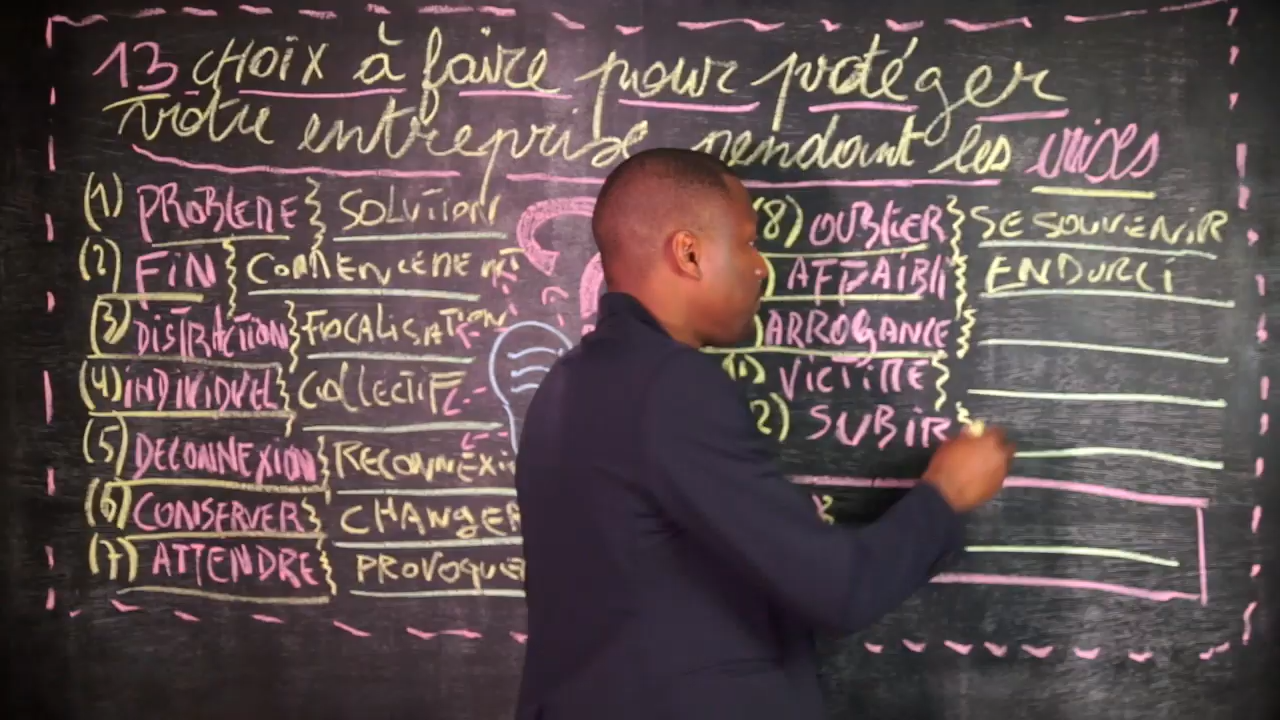 13 CHOIX à faire pour protéger
votre entreprise pendant les crises
(1) PROBLEME SOLUTION
(2) FIN COMMENCEMENT
(3) DISTRACTION FOCALISATION
(4) INDIVIDUEL COLLECTIF
(5) DECONNEXION RECONNEXI
(6) CONSERVER CHANGER
(7) ATTENDRE PROVOQUER
(8) OUBLIER SE SOUVENIR
) AFFAIBLI ENDURCI
) ARROGANCE
) VICTIME
2) SUBIR